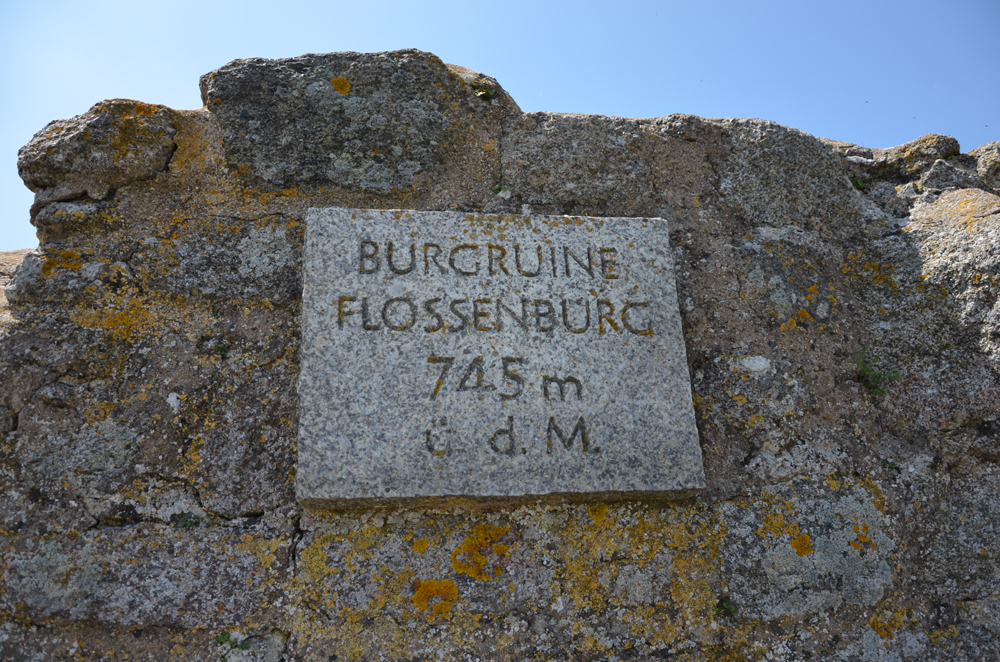 BURGRUINE
FLOSSENBÜRG
745 m
ü. d. M.